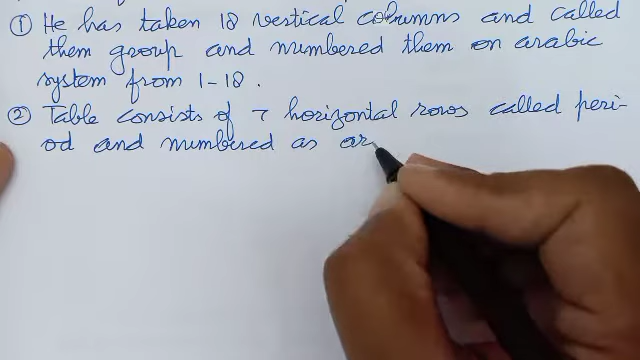 ① He has taken 18 vertical columns and called
them group and numbered them on arabic
system from 1-18.
② Table consists of 7 horizontal rows called peri-
od and numbered as ar